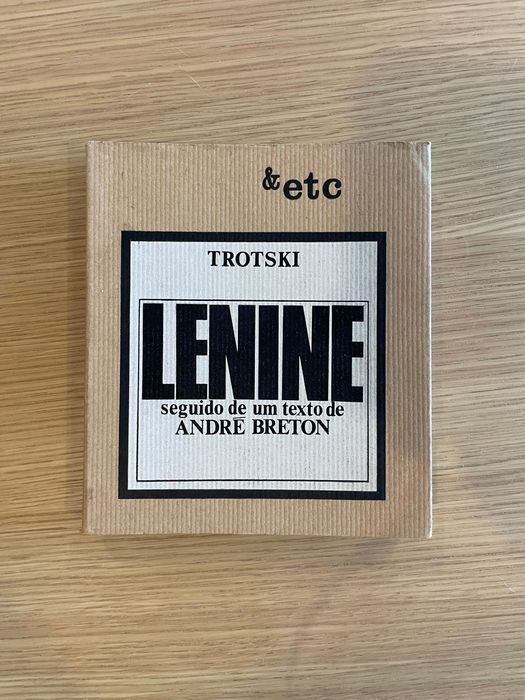 &etc
TROTSKI
LENINE
seguido de um texto de
ANDRÉ BRETON